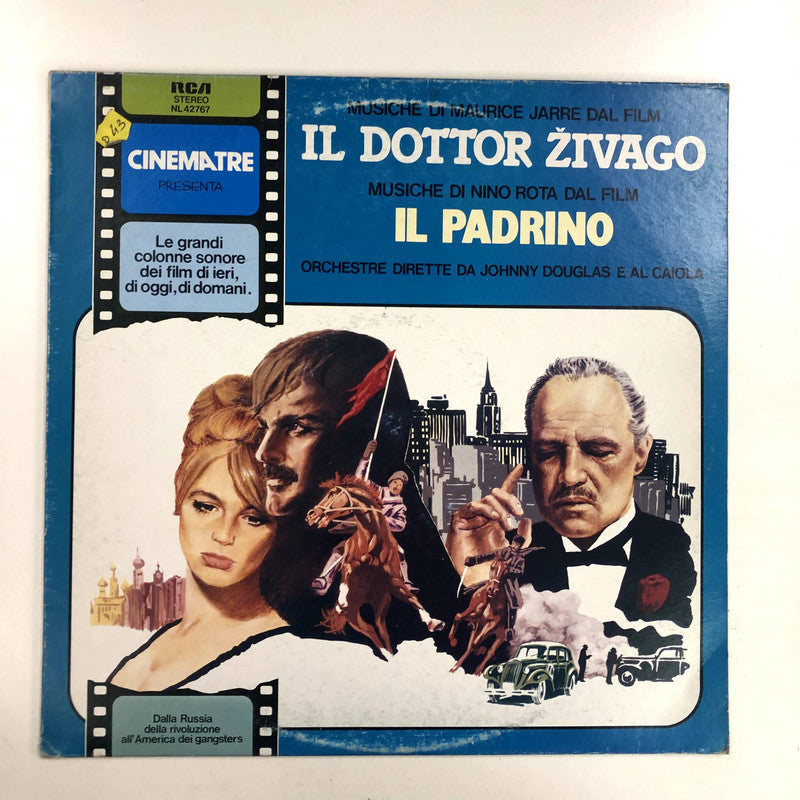 RCA
STEREO
NL 42767
D43
CINEMATRE
PRESENTA
Le grandi
colonne sonore
dei film di ieri,
di oggi, di domani.
MUSICHE DI MAURICE JARRE DAL FILM
IL DOTTOR ŽIVAGO
MUSICHE DI NINO ROTA DAL FILM
IL PADRINO
ORCHESTRE DIRETTE DA JOHNNY DOUGLAS E AL CAIOLA
Dalla Russia
della rivoluzione
all'America dei gangsters